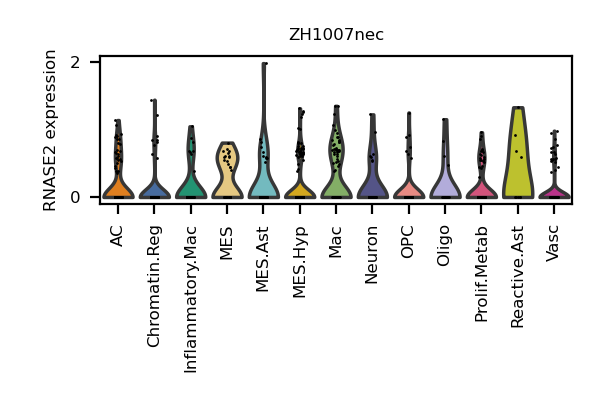 ZH1007nec
RNASE2 expression
2
0
AC
Chromatin.Reg
Inflammatory.Mac
MES
MES.Ast
MES.Hyp
Mac
Neuron
OPC
Oligo
Prolif.Metab
Reactive.Ast
Vasc